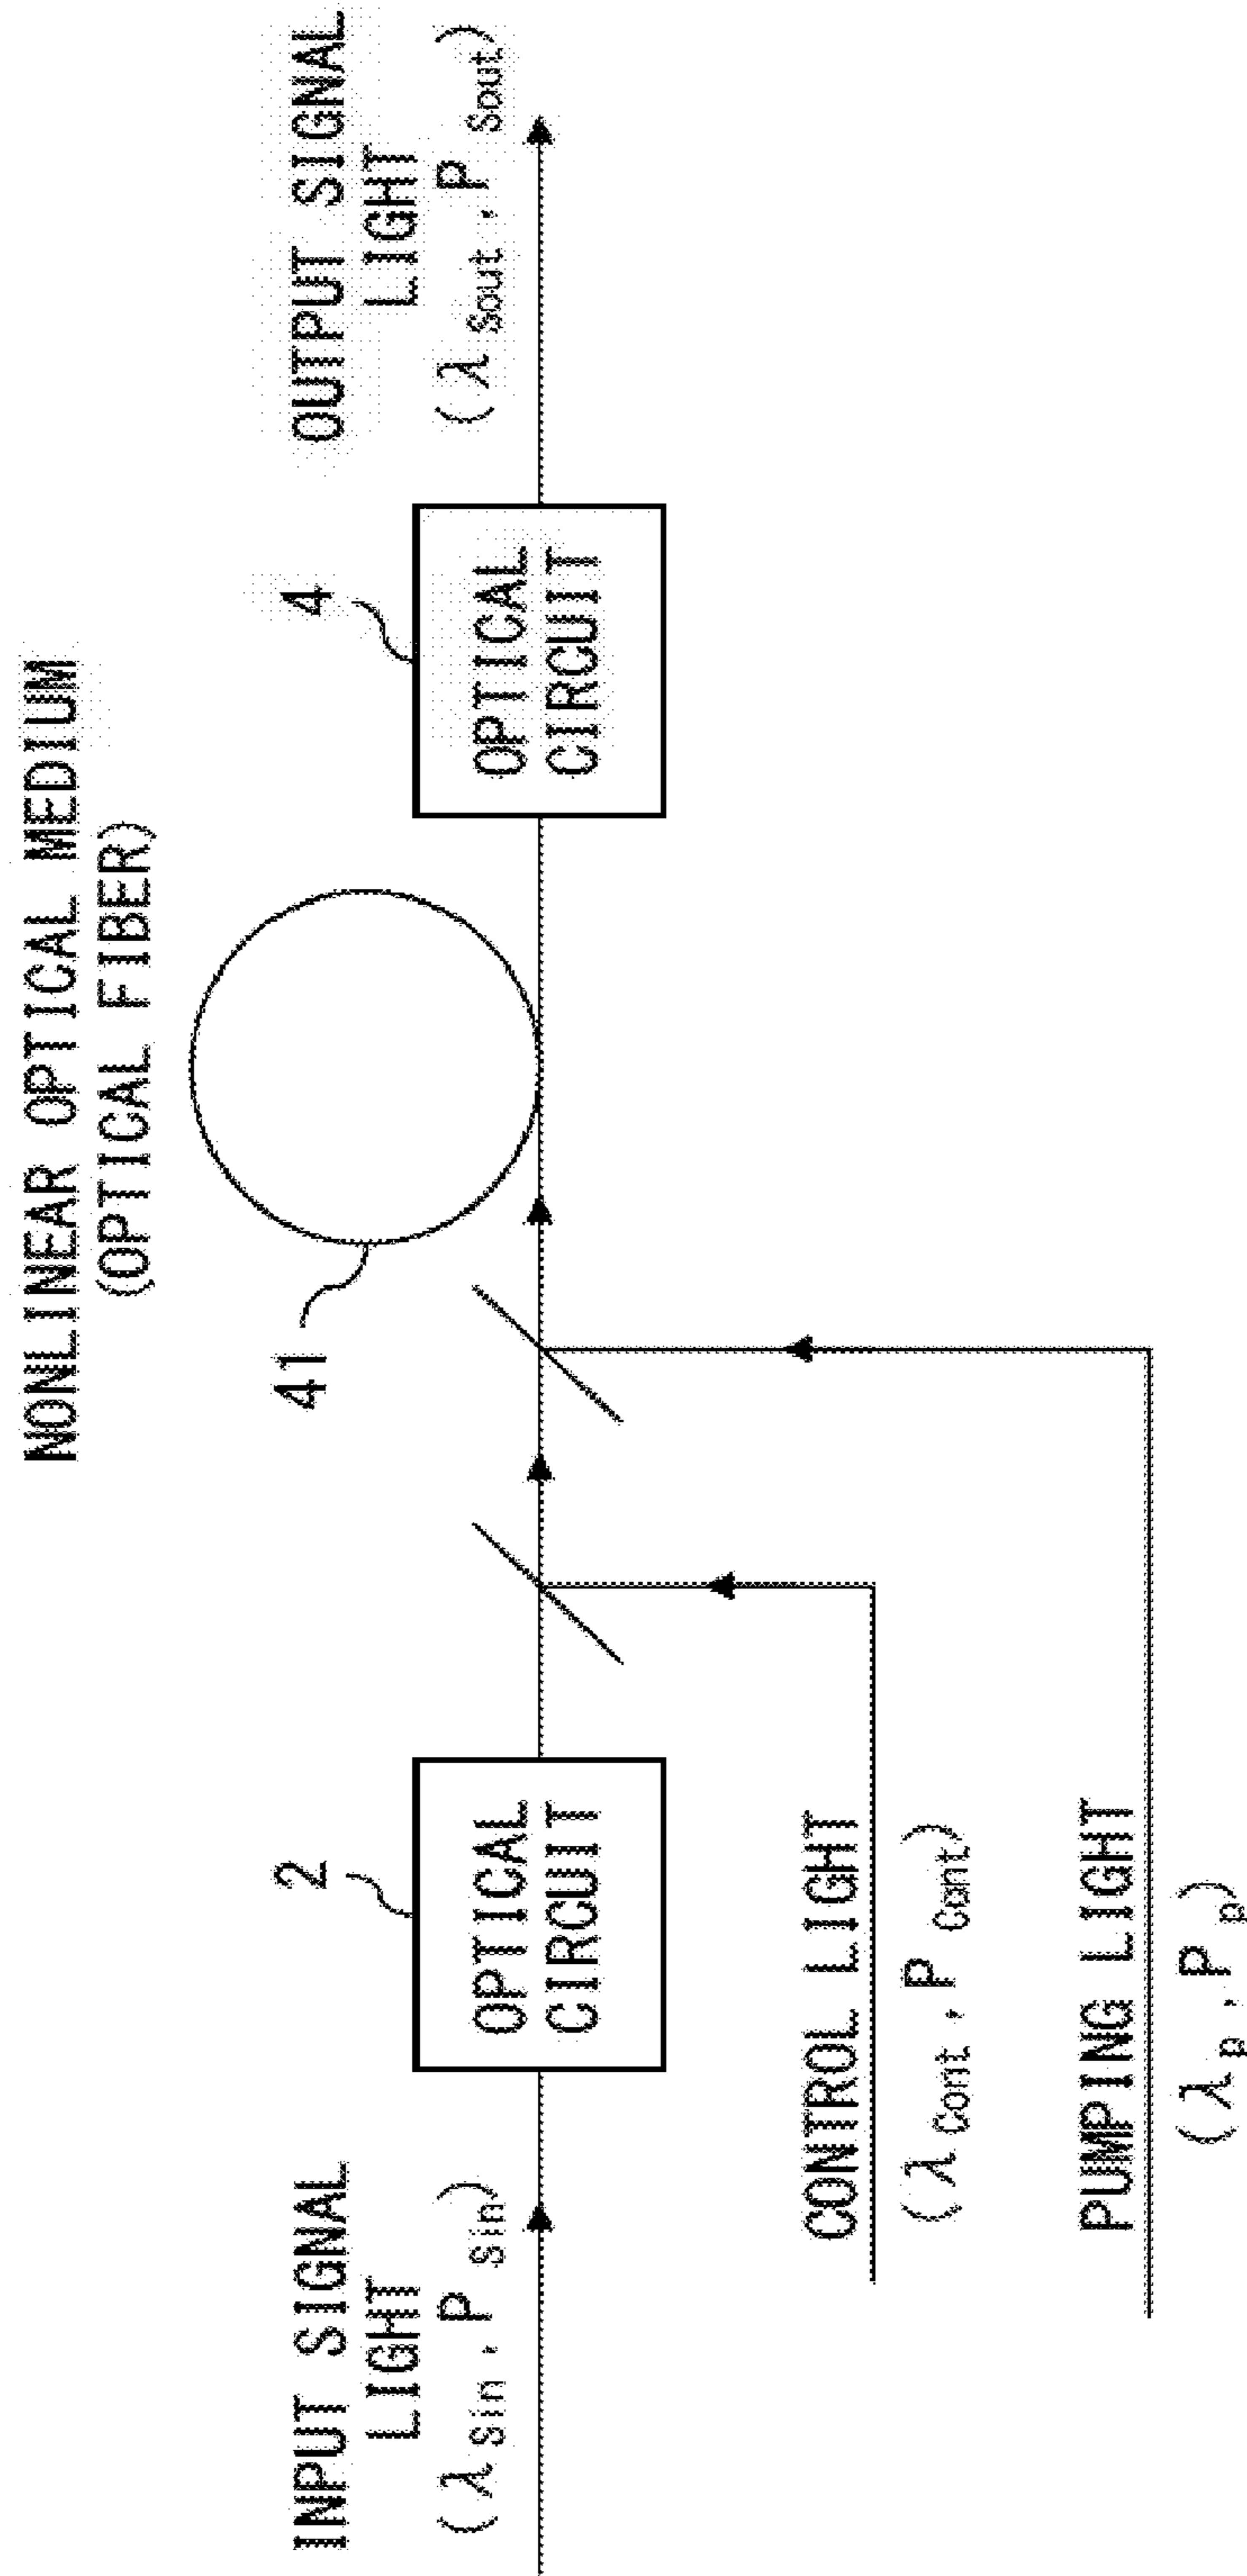 NONLINEAR OPTICAL MEDIUM
(OPTICAL FIBER)
INPUT SIGNAL
LIGHT
(λ Sin , P Sin)
2
OPTICAL
CIRCUIT
41
4
OPTICAL
CIRCUIT
OUTPUT SIGNAL
LIGHT
(λ Sout , P Sout)
CONTROL LIGHT
(λ Cont , P Cont)
PUMPING LIGHT
(λ p , P p)